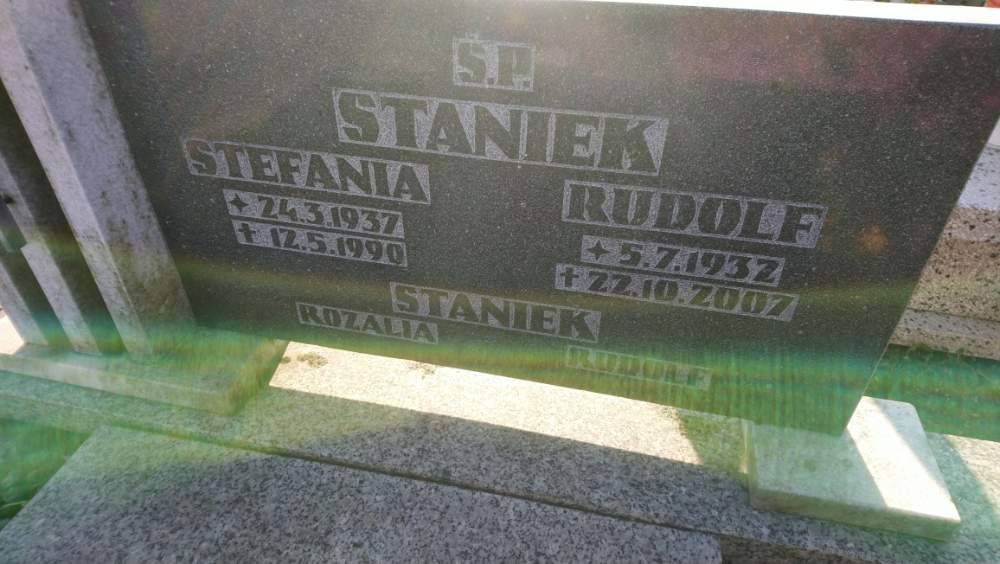 Ś.P.
STANIEK
STEFANIA
✦ 24.3.1937
✝ 12.5.1990
RUDOLF
✦ 5.7.1932
✝ 22.10.2007
STANIEK
ROZALIA
RUDOLF